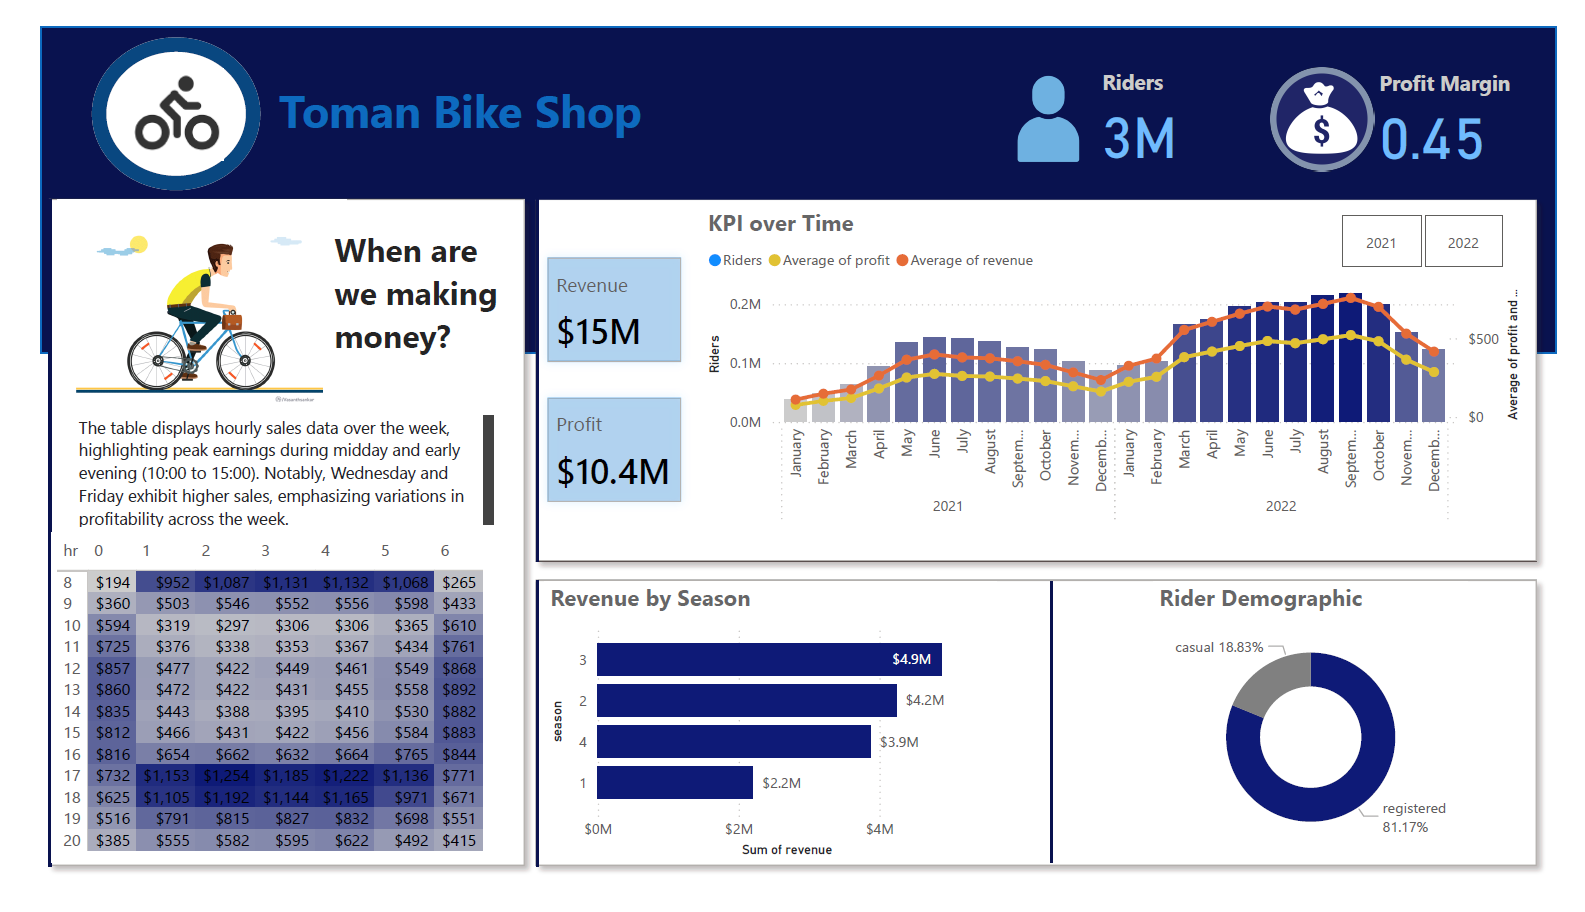 Toman Bike Shop
Riders
3M
Profit Margin
0.45
$
When are
we making
money?
The table displays hourly sales data over the week,
highlighting peak earnings during midday and early
evening (10:00 to 15:00). Notably, Wednesday and
Friday exhibit higher sales, emphasizing variations in
profitability across the week.
hr 0 1 2 3 4 5 6
8 $194 $952 $1,087 $1,131 $1,132 $1,068 $265
9 $360 $503 $546 $552 $556 $598 $433
10 $594 $319 $297 $306 $306 $365 $610
11 $725 $376 $338 $353 $367 $434 $761
12 $857 $477 $422 $449 $461 $549 $868
13 $860 $472 $422 $431 $455 $558 $892
14 $835 $443 $388 $395 $410 $530 $882
15 $812 $466 $431 $422 $456 $584 $883
16 $816 $654 $662 $632 $664 $765 $844
17 $732 $1,153 $1,254 $1,185 $1,222 $1,136 $771
18 $625 $1,105 $1,192 $1,144 $1,165 $971 $671
19 $516 $791 $815 $827 $832 $698 $551
20 $385 $555 $582 $595 $622 $492 $415
Revenue
$15M
Profit
$10.4M
KPI over Time
Riders Average of profit Average of revenue
2021 2022
Riders
0.2M
0.1M
0.0M
$500
$0
Average of profit and ...
January February March April May June July August Septem... October Novem... Decemb... January February March April May June July August Septem... October Novem... Decemb...
2021 2022
Revenue by Season
season
3 $4.9M
2 $4.2M
4 $3.9M
1 $2.2M
$0M $2M $4M
Sum of revenue
Rider Demographic
casual 18.83%
registered
81.17%